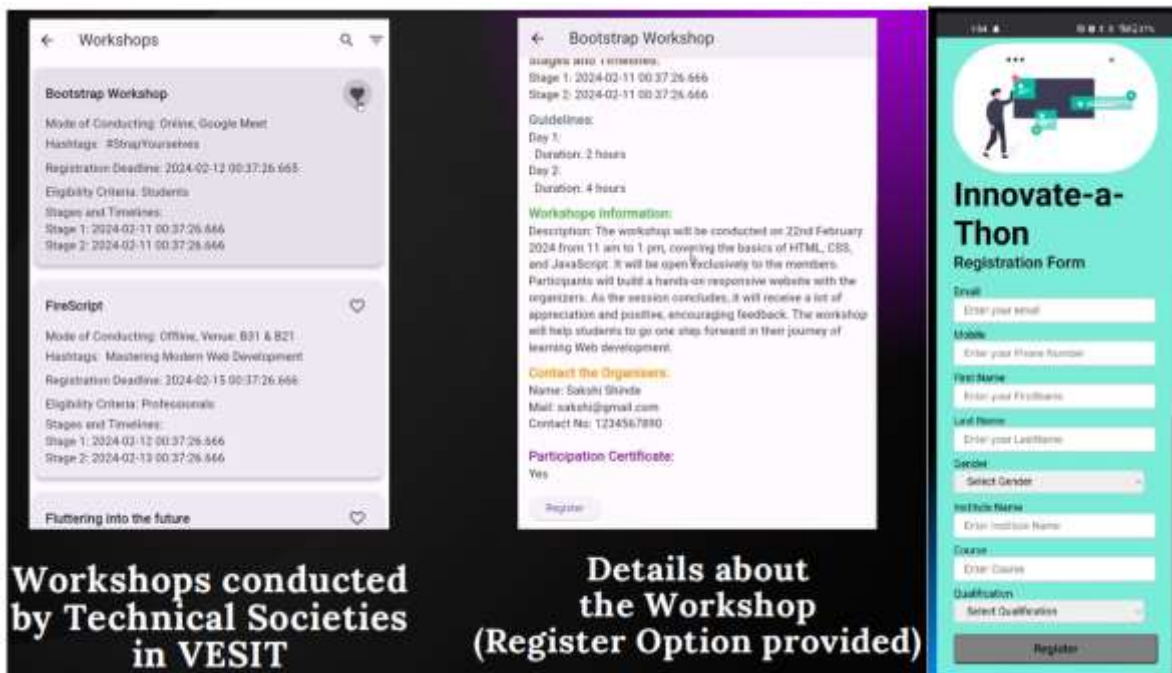 Workshops
Bootstrap Workshop
Mode of Conducting: Online, Google Meet
Hashtags: #StrapYourselves
Registration Deadline: 2024-02-12 00:37:26.665
Eligibility Criteria: Students
Stages and Timelines:
Stage 1: 2024-02-11 00:37:26.666
Stage 2: 2024-02-11 00:37:26.666
FireScript
Mode of Conducting: Offline, Venue: B31 & B21
Hashtags: Mastering Modern Web Development
Registration Deadline: 2024-02-15 00:37:26.666
Eligibility Criteria: Professionals
Stages and Timelines:
Stage 1: 2024-02-12 00:37:26.666
Stage 2: 2024-02-13 00:37:26.666
Fluttering into the future
Workshops conducted
by Technical Societies
in VESIT
Bootstrap Workshop
Stages and Timelines:
Stage 1: 2024-02-11 00:37:26.666
Stage 2: 2024-02-11 00:37:26.666
Guidelines:
Day 1:
Duration: 2 hours
Day 2:
Duration: 4 hours
Workshops Information:
Description: The workshop will be conducted on 22nd February
2024 from 11 am to 1 pm, covering the basics of HTML, CSS,
and JavaScript. It will be open exclusively to the members.
Participants will build a hands-on responsive website with the
organizers. As the session concludes, it will receive a lot of
appreciation and positive, encouraging feedback. The workshop
will help students to go one step forward in their journey of
learning Web development.
Contact the Organisers:
Name: Sakshi Shinde
Mail: sakshi@gmail.com
Contact No: 1234567890
Participation Certificate:
Yes
Register
Details about
the Workshop
(Register Option provided)
Innovate-a-
Thon
Registration Form
Email
Enter your email
Mobile
Enter your Phone Number
First Name
Enter your FirstName
Last Name
Enter your LastName
Gender
Select Gender
Institute Name
Enter Institute Name
Course
Enter Course
Qualification
Select Qualification
Register